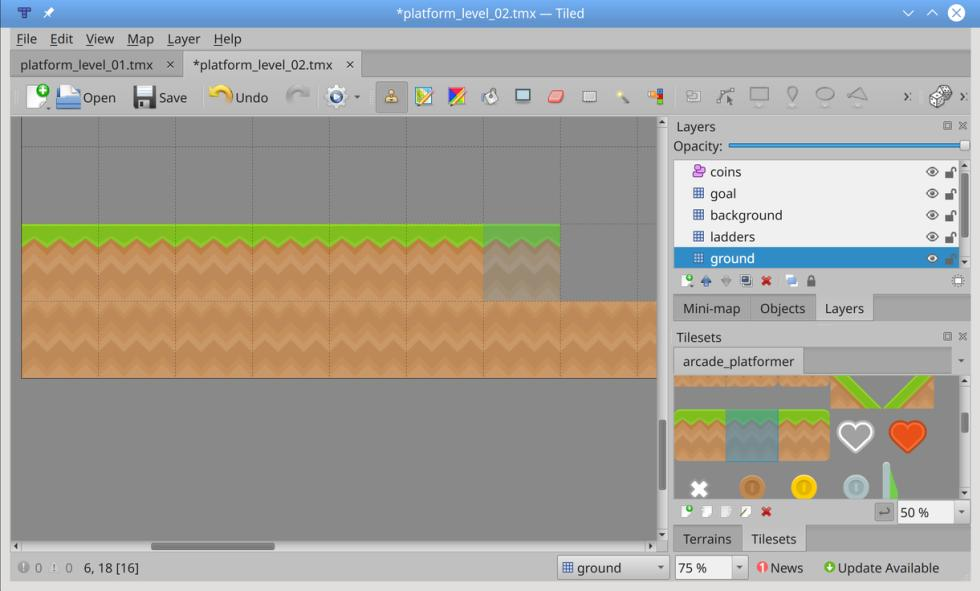 *platform_level_02.tmx — Tiled
File Edit View Map Layer Help
platform_level_01.tmx *platform_level_02.tmx
Open Save Undo
Layers
Opacity:
coins
goal
background
ladders
ground
Mini-map Objects Layers
Tilesets
arcade_platformer
50 %
Terrains Tilesets
0 0 6, 18 [16] ground 75 % 1 News Update Available